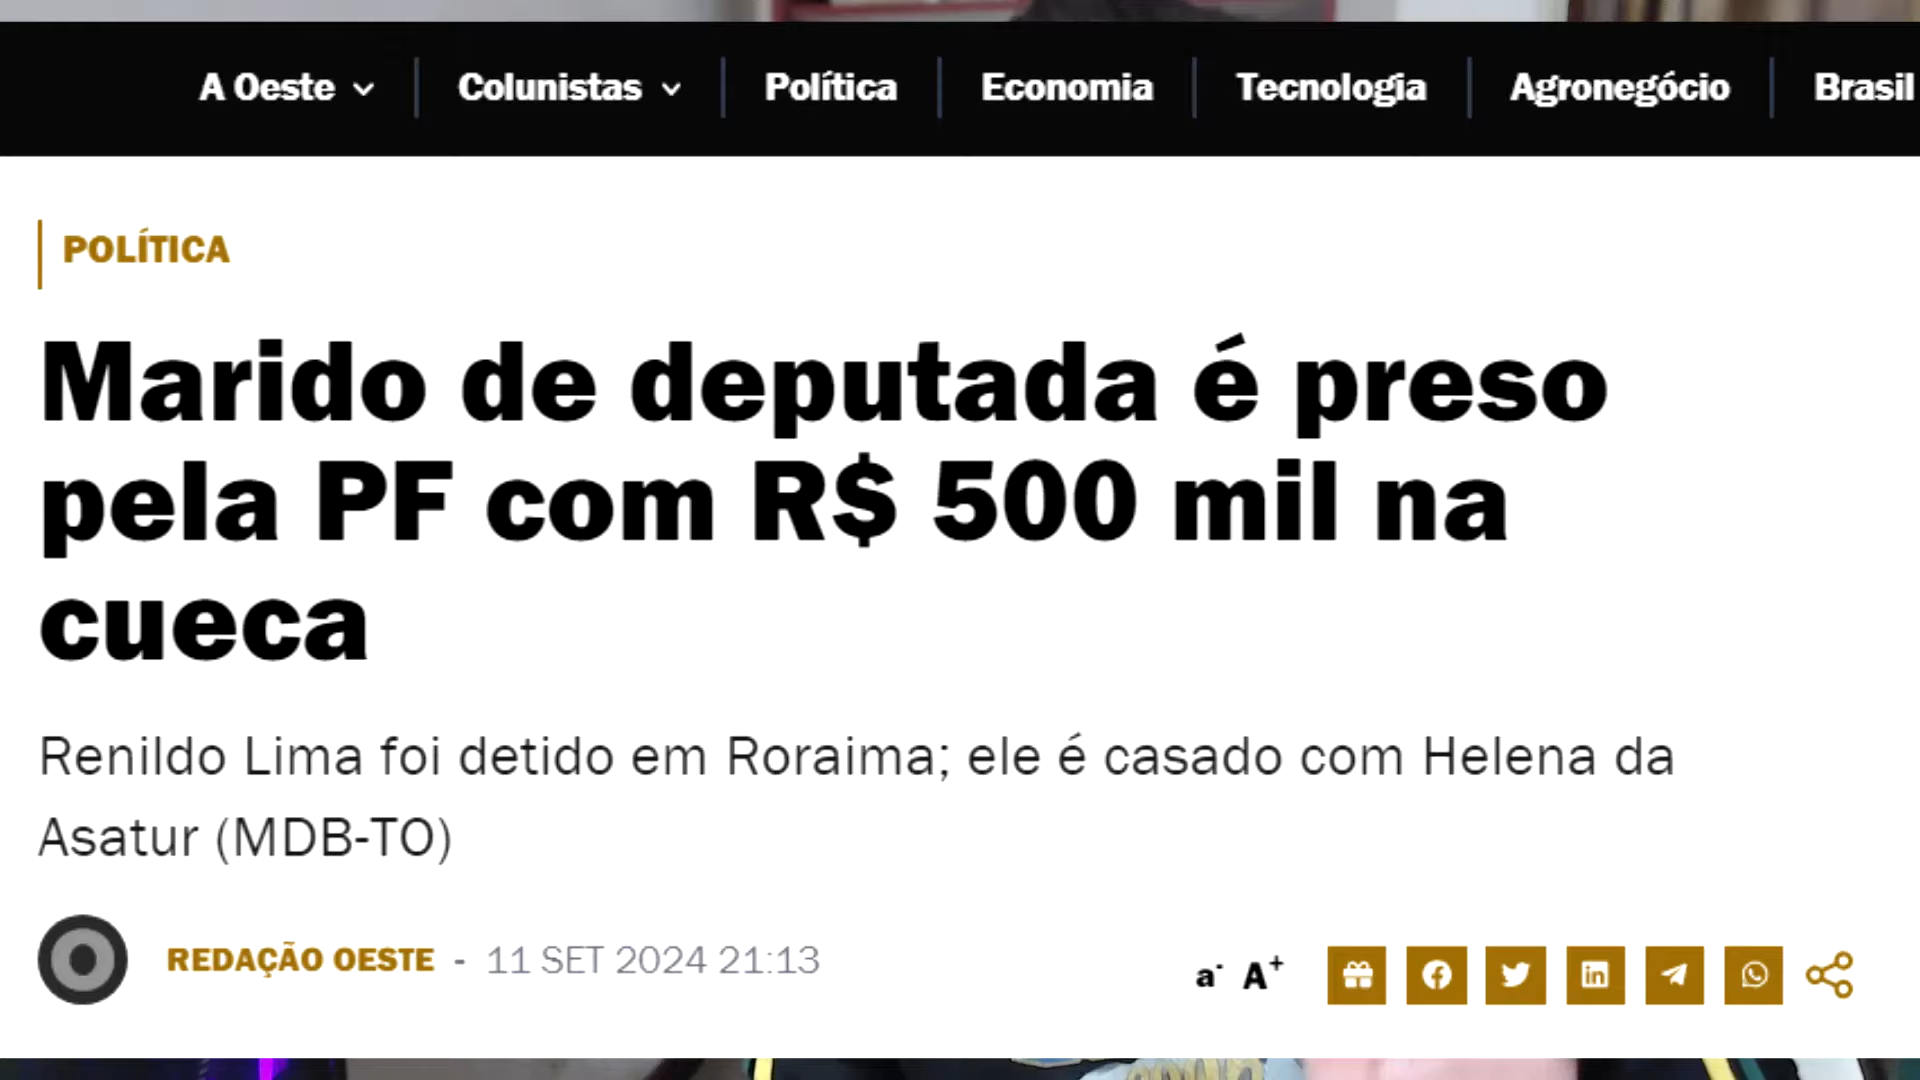 A Oeste
Colunistas
Política
Economia
Tecnologia
Agronegócio
Brasil
POLÍTICA
Marido de deputada é preso
pela PF com R$ 500 mil na
cueca
Renildo Lima foi detido em Roraima; ele é casado com Helena da
Asatur (MDB-TO)
REDAÇÃO OESTE - 11 SET 2024 21:13
a- A+